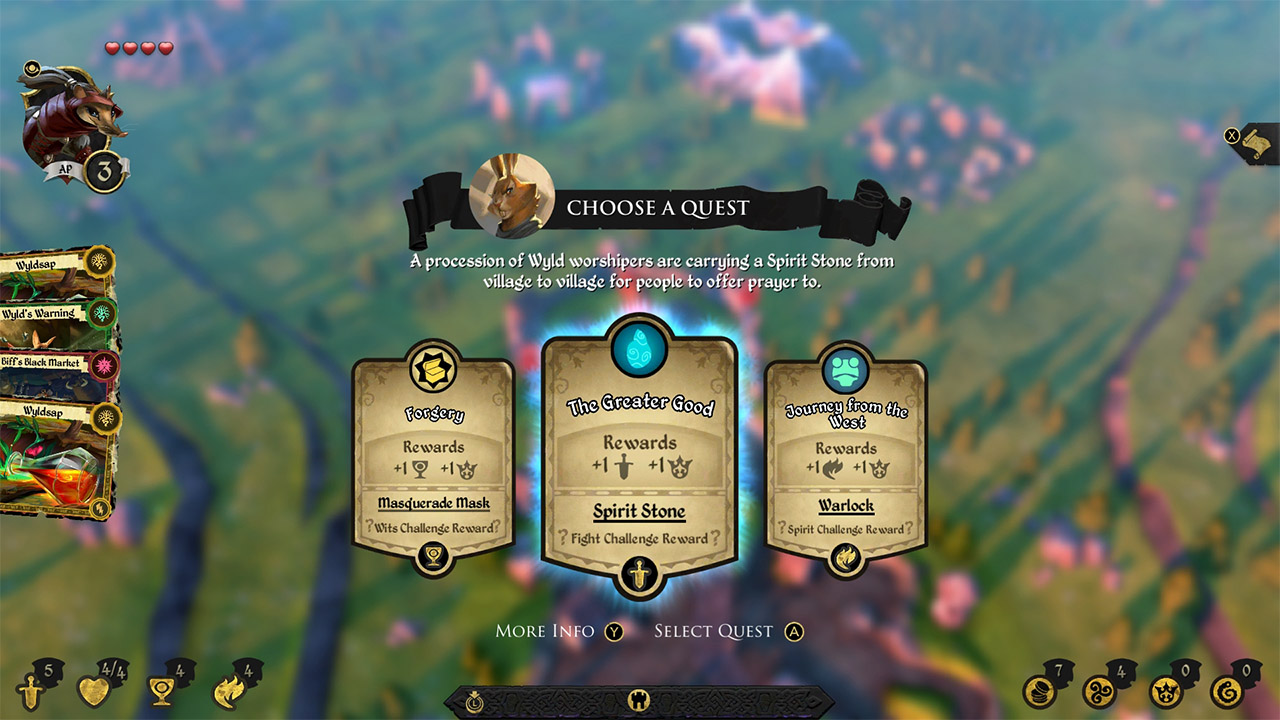 X
AP
3
CHOOSE A QUEST
A procession of Wyld worshipers are carrying a Spirit Stone from
village to village for people to offer prayer to.
Wyldsap
Wyld's Warning
Biff's Black Market
Wyldsap
Forgery
Rewards
+1 +1
Masquerade Mask
?Wits Challenge Reward?
The Greater Good
Rewards
+1 +1
Spirit Stone
?Fight Challenge Reward?
Journey from the
West
Rewards
+1 +1
Warlock
?Spirit Challenge Reward?
MORE INFO Y SELECT QUEST A
5 4/4 4 4
7 4 0 0